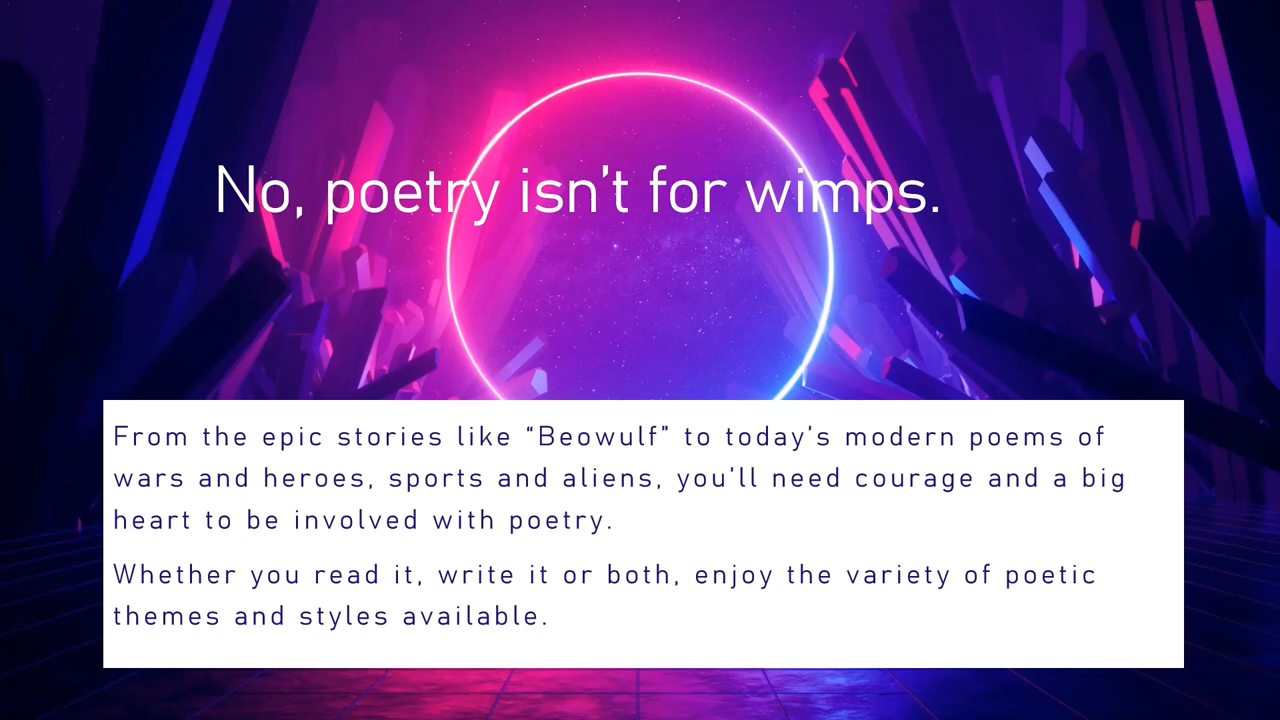 No, poetry isn’t for wimps.
From the epic stories like “Beowulf” to today’s modern poems of
wars and heroes, sports and aliens, you’ll need courage and a big
heart to be involved with poetry.
Whether you read it, write it or both, enjoy the variety of poetic
themes and styles available.